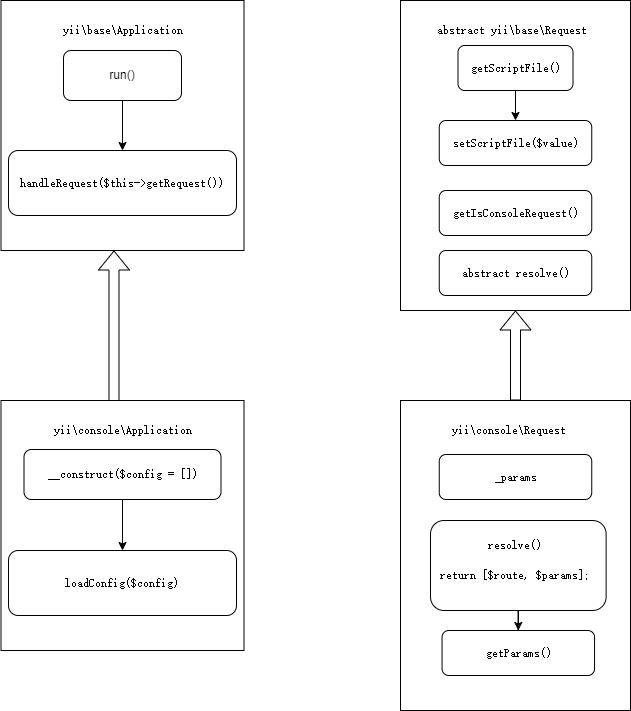 yii\base\Application
run()
handleRequest($this->getRequest())
yii\console\Application
__construct($config = [])
loadConfig($config)
abstract yii\base\Request
getScriptFile()
setScriptFile($value)
getIsConsoleRequest()
abstract resolve()
yii\console\Request
_params
resolve()
return [$route, $params];
getParams()